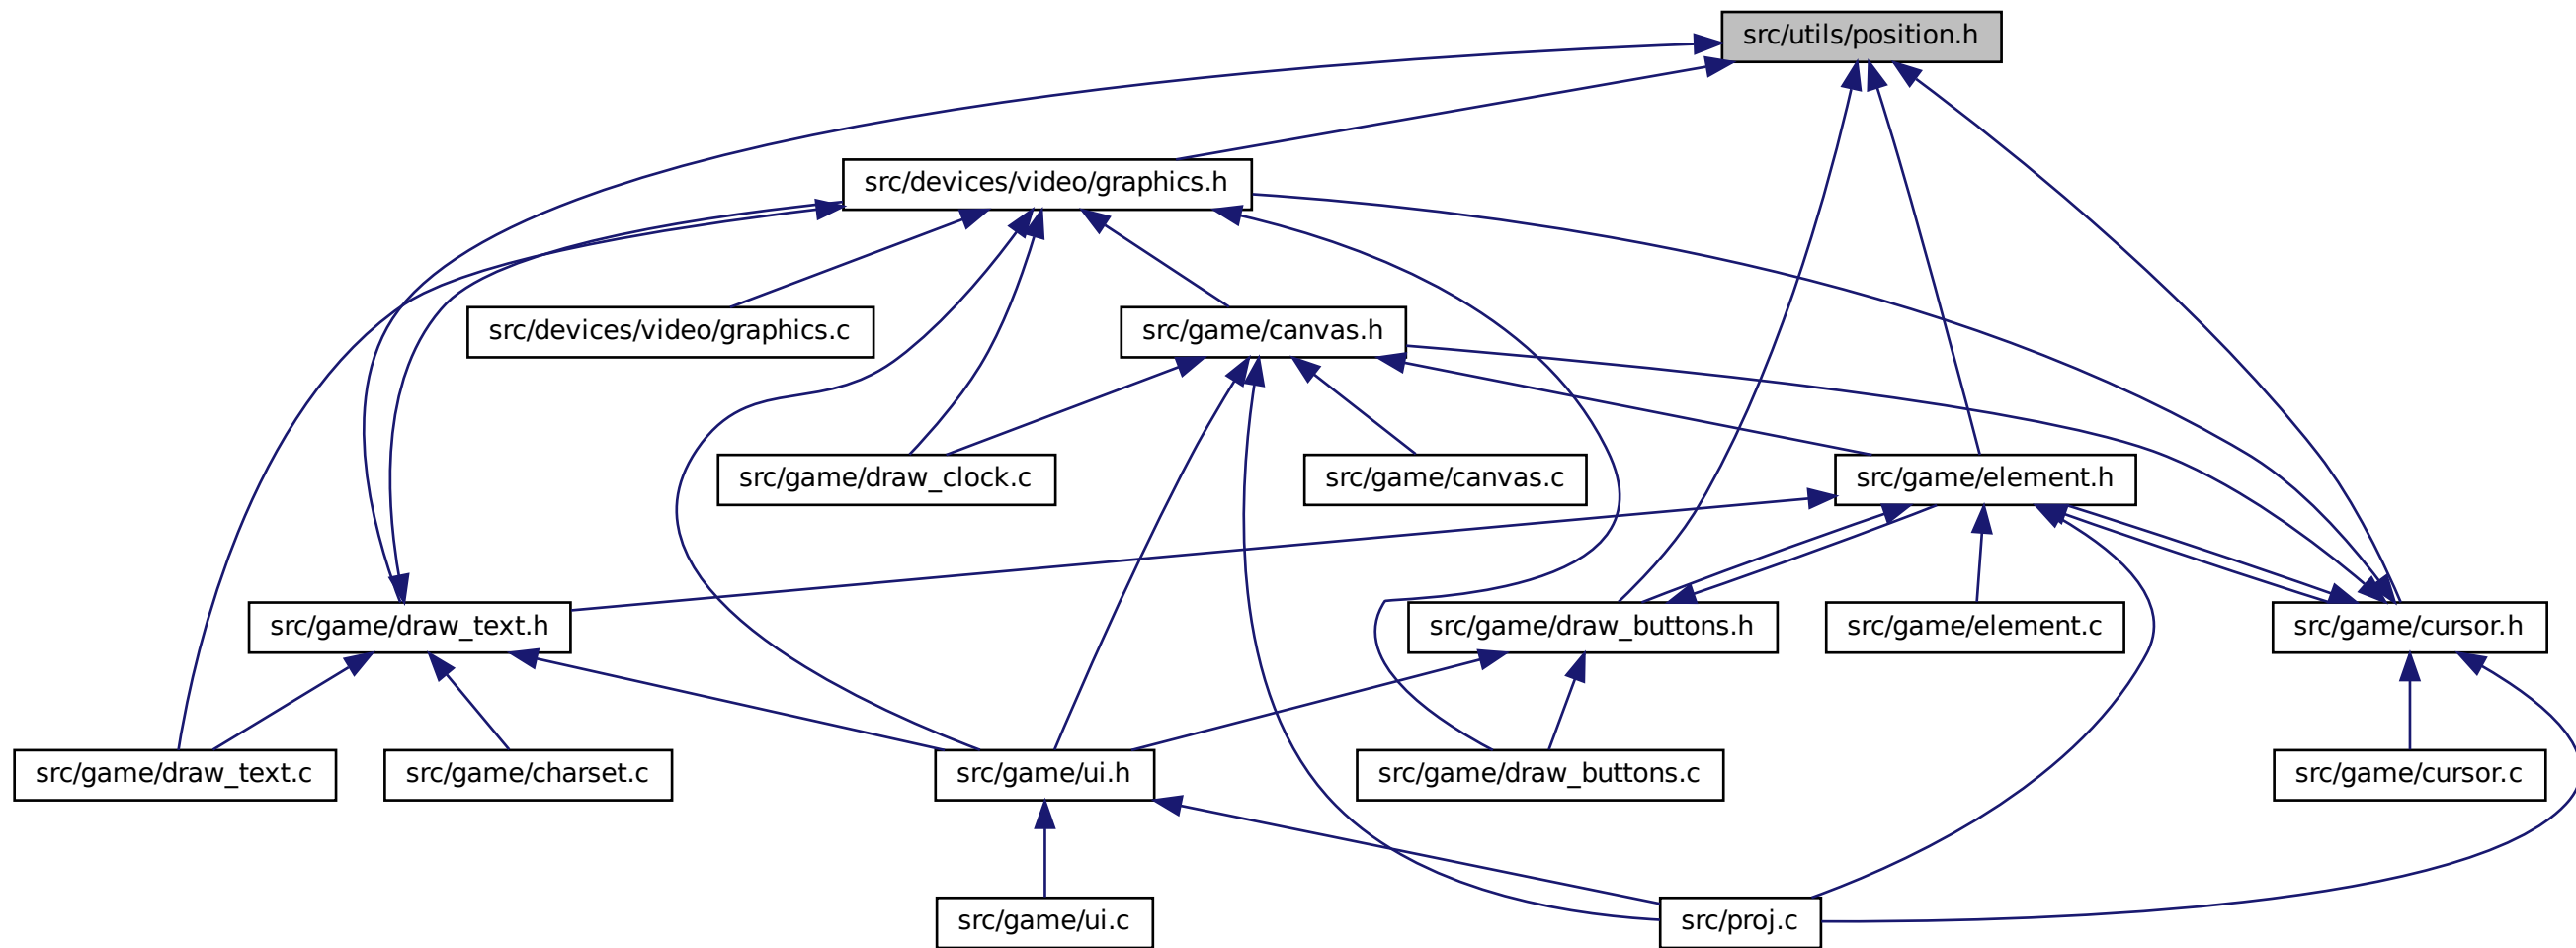 src/utils/position.h
src/devices/video/graphics.h
src/devices/video/graphics.c
src/game/canvas.h
src/game/draw_clock.c
src/game/canvas.c
src/game/element.h
src/game/draw_text.h
src/game/draw_buttons.h
src/game/element.c
src/game/cursor.h
src/game/draw_text.c
src/game/charset.c
src/game/ui.h
src/game/draw_buttons.c
src/game/cursor.c
src/game/ui.c
src/proj.c